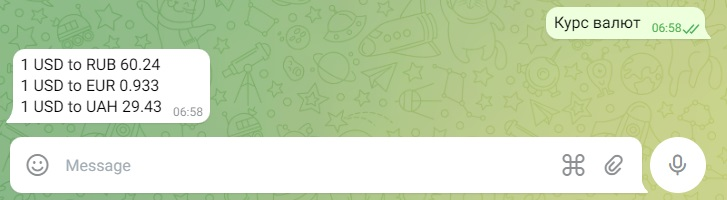 Курс валют 06:58
1 USD to RUB 60.24
1 USD to EUR 0.933
1 USD to UAH 29.43 06:58
Message